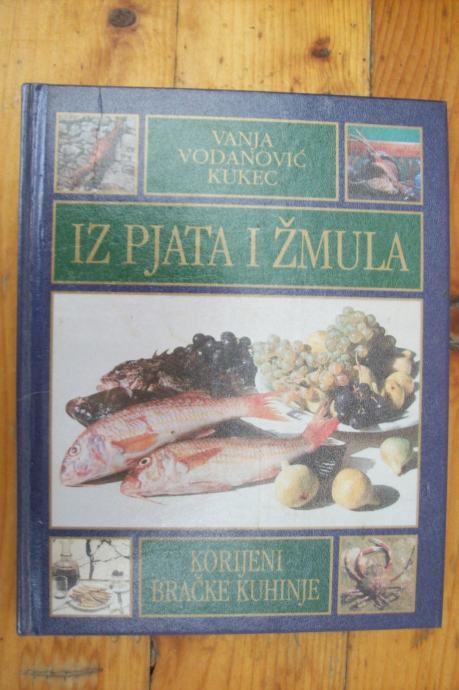 VANJA
VODANOVIĆ
KUKEC
IZ PJATA I ŽMULA
KORIJENI
BRAČKE KUHINJE